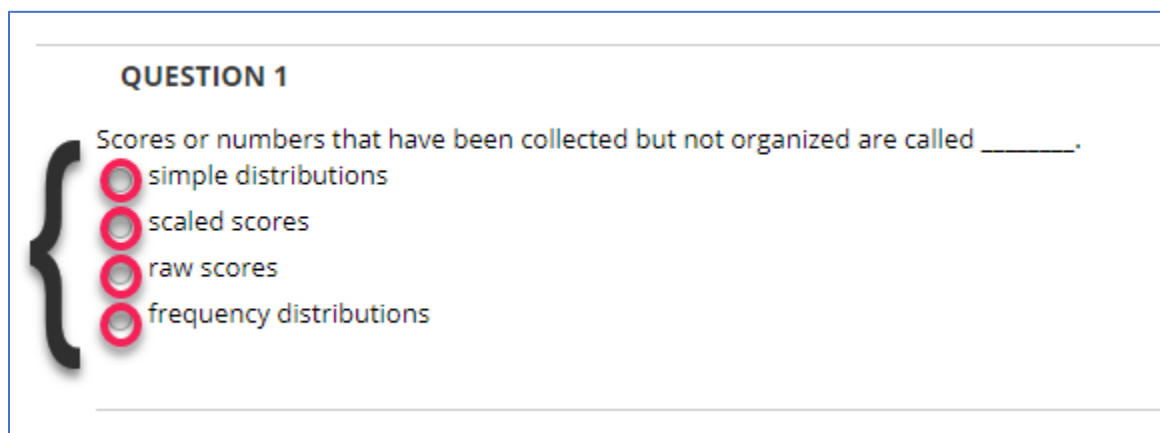 QUESTION 1
Scores or numbers that have been collected but not organized are called ________.
simple distributions
scaled scores
raw scores
frequency distributions